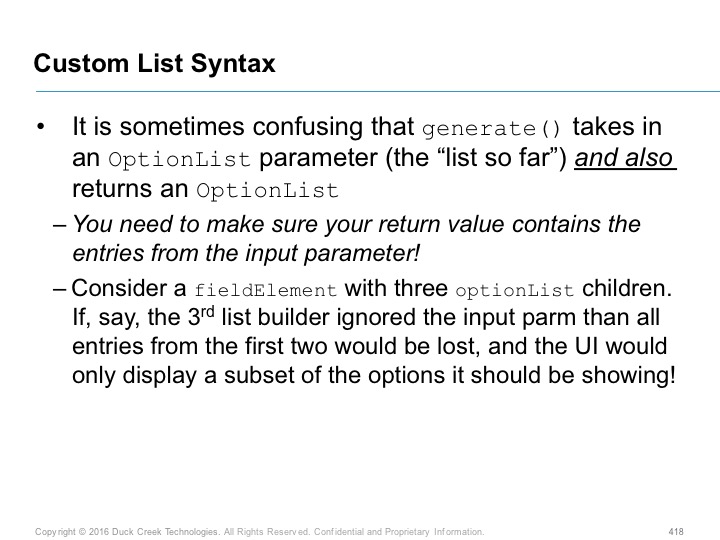 Custom List Syntax
• It is sometimes confusing that generate() takes in
an OptionList parameter (the “list so far”) and also
returns an OptionList
– You need to make sure your return value contains the
entries from the input parameter!
– Consider a fieldElement with three optionList children.
If, say, the 3rd list builder ignored the input parm than all
entries from the first two would be lost, and the UI would
only display a subset of the options it should be showing!
Copyright © 2016 Duck Creek Technologies. All Rights Reserved. Confidential and Proprietary Information. 418